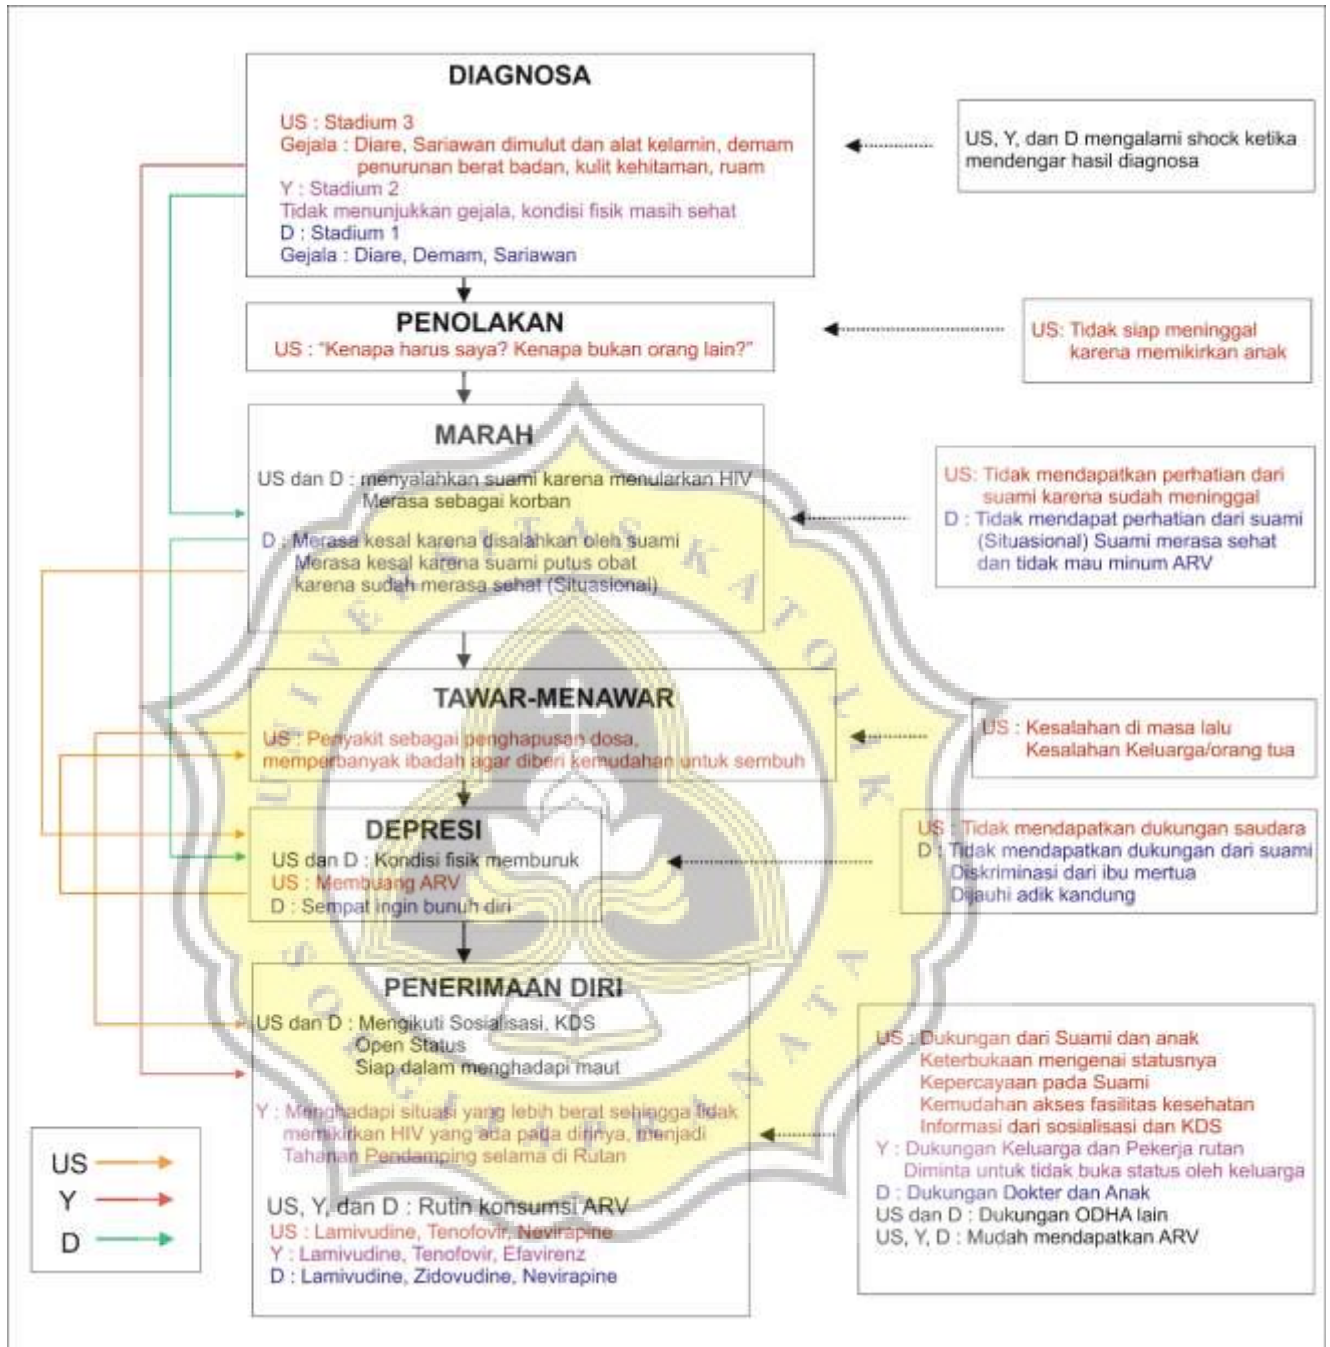 DIAGNOSA
US : Stadium 3
Gejala : Diare, Sariawan dimulut dan alat kelamin, demam
penurunan berat badan, kulit kehitaman, ruam
Y : Stadium 2
Tidak menunjukkan gejala, kondisi fisik masih sehat
D : Stadium 1
Gejala : Diare, Demam, Sariawan
US, Y, dan D mengalami shock ketika
mendengar hasil diagnosa
PENOLAKAN
US : “Kenapa harus saya? Kenapa bukan orang lain?”
US: Tidak siap meninggal
karena memikirkan anak
MARAH
US dan D : menyalahkan suami karena menularkan HIV
Merasa sebagai korban
D : Merasa kesal karena disalahkan oleh suami
Merasa kesal karena suami putus obat
karena sudah merasa sehat (Situasional)
US: Tidak mendapatkan perhatian dari
suami karena sudah meninggal
D : Tidak mendapat perhatian dari suami
(Situasional) Suami merasa sehat
dan tidak mau minum ARV
TAWAR-MENAWAR
US : Penyakit sebagai penghapusan dosa,
memperbanyak ibadah agar diberi kemudahan untuk sembuh
US : Kesalahan di masa lalu
Kesalahan Keluarga/orang tua
DEPRESI
US dan D : Kondisi fisik memburuk
US : Membuang ARV
D : Sempat ingin bunuh diri
US : Tidak mendapatkan dukungan saudara
D : Tidak mendapatkan dukungan dari suami
Diskriminasi dari ibu mertua
Dijauhi adik kandung
PENERIMAAN DIRI
US dan D : Mengikuti Sosialisasi, KDS
Open Status
Siap dalam menghadapi maut
Y : Menghadapi situasi yang lebih berat sehingga tidak
memikirkan HIV yang ada pada dirinya, menjadi
Tahanan Pendamping selama di Rutan
US, Y, dan D : Rutin konsumsi ARV
US : Lamivudine, Tenofovir, Nevirapine
Y : Lamivudine, Tenofovir, Efavirenz
D : Lamivudine, Zidovudine, Nevirapine
US : Dukungan dari Suami dan anak
Keterbukaan mengenai statusnya
Kepercayaan pada Suami
Kemudahan akses fasilitas kesehatan
Informasi dari sosialisasi dan KDS
Y : Dukungan Keluarga dan Pekerja rutan
Diminta untuk tidak buka status oleh keluarga
D : Dukungan Dokter dan Anak
US dan D : Dukungan ODHA lain
US, Y, D : Mudah mendapatkan ARV
US
Y
D
UNIVERSITAS KATOLIK
SOEGIJAPRANATA